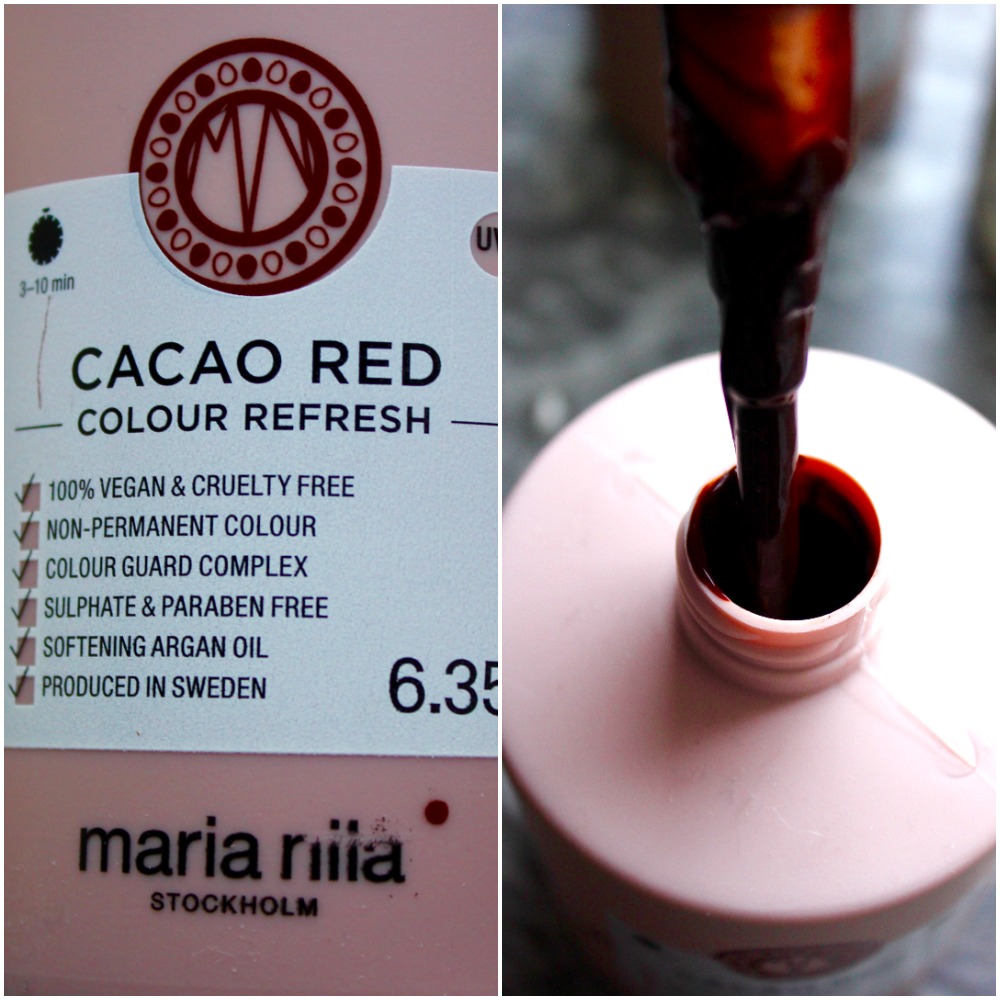 UV
3–10 min
CACAO RED
COLOUR REFRESH
100% VEGAN & CRUELTY FREE
NON-PERMANENT COLOUR
COLOUR GUARD COMPLEX
SULPHATE & PARABEN FREE
SOFTENING ARGAN OIL
PRODUCED IN SWEDEN
6.35
maria nila
STOCKHOLM